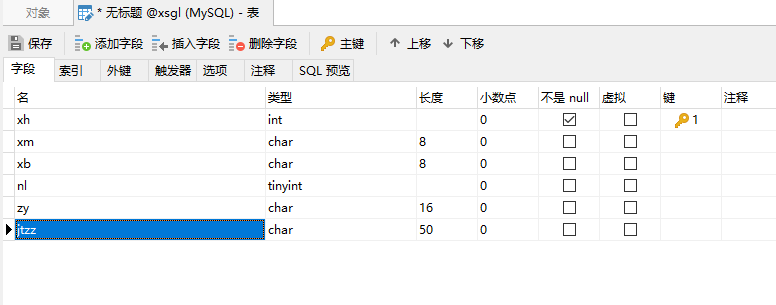 对象 * 无标题 @xsgl (MySQL) - 表
保存 添加字段 插入字段 删除字段 主键 上移 下移
字段 索引 外键 触发器 选项 注释 SQL 预览
名 类型 长度 小数点 不是 null 虚拟 键 注释
xh int 0 1
xm char 8 0
xb char 8 0
nl tinyint 0
zy char 16 0
jtzz char 50 0